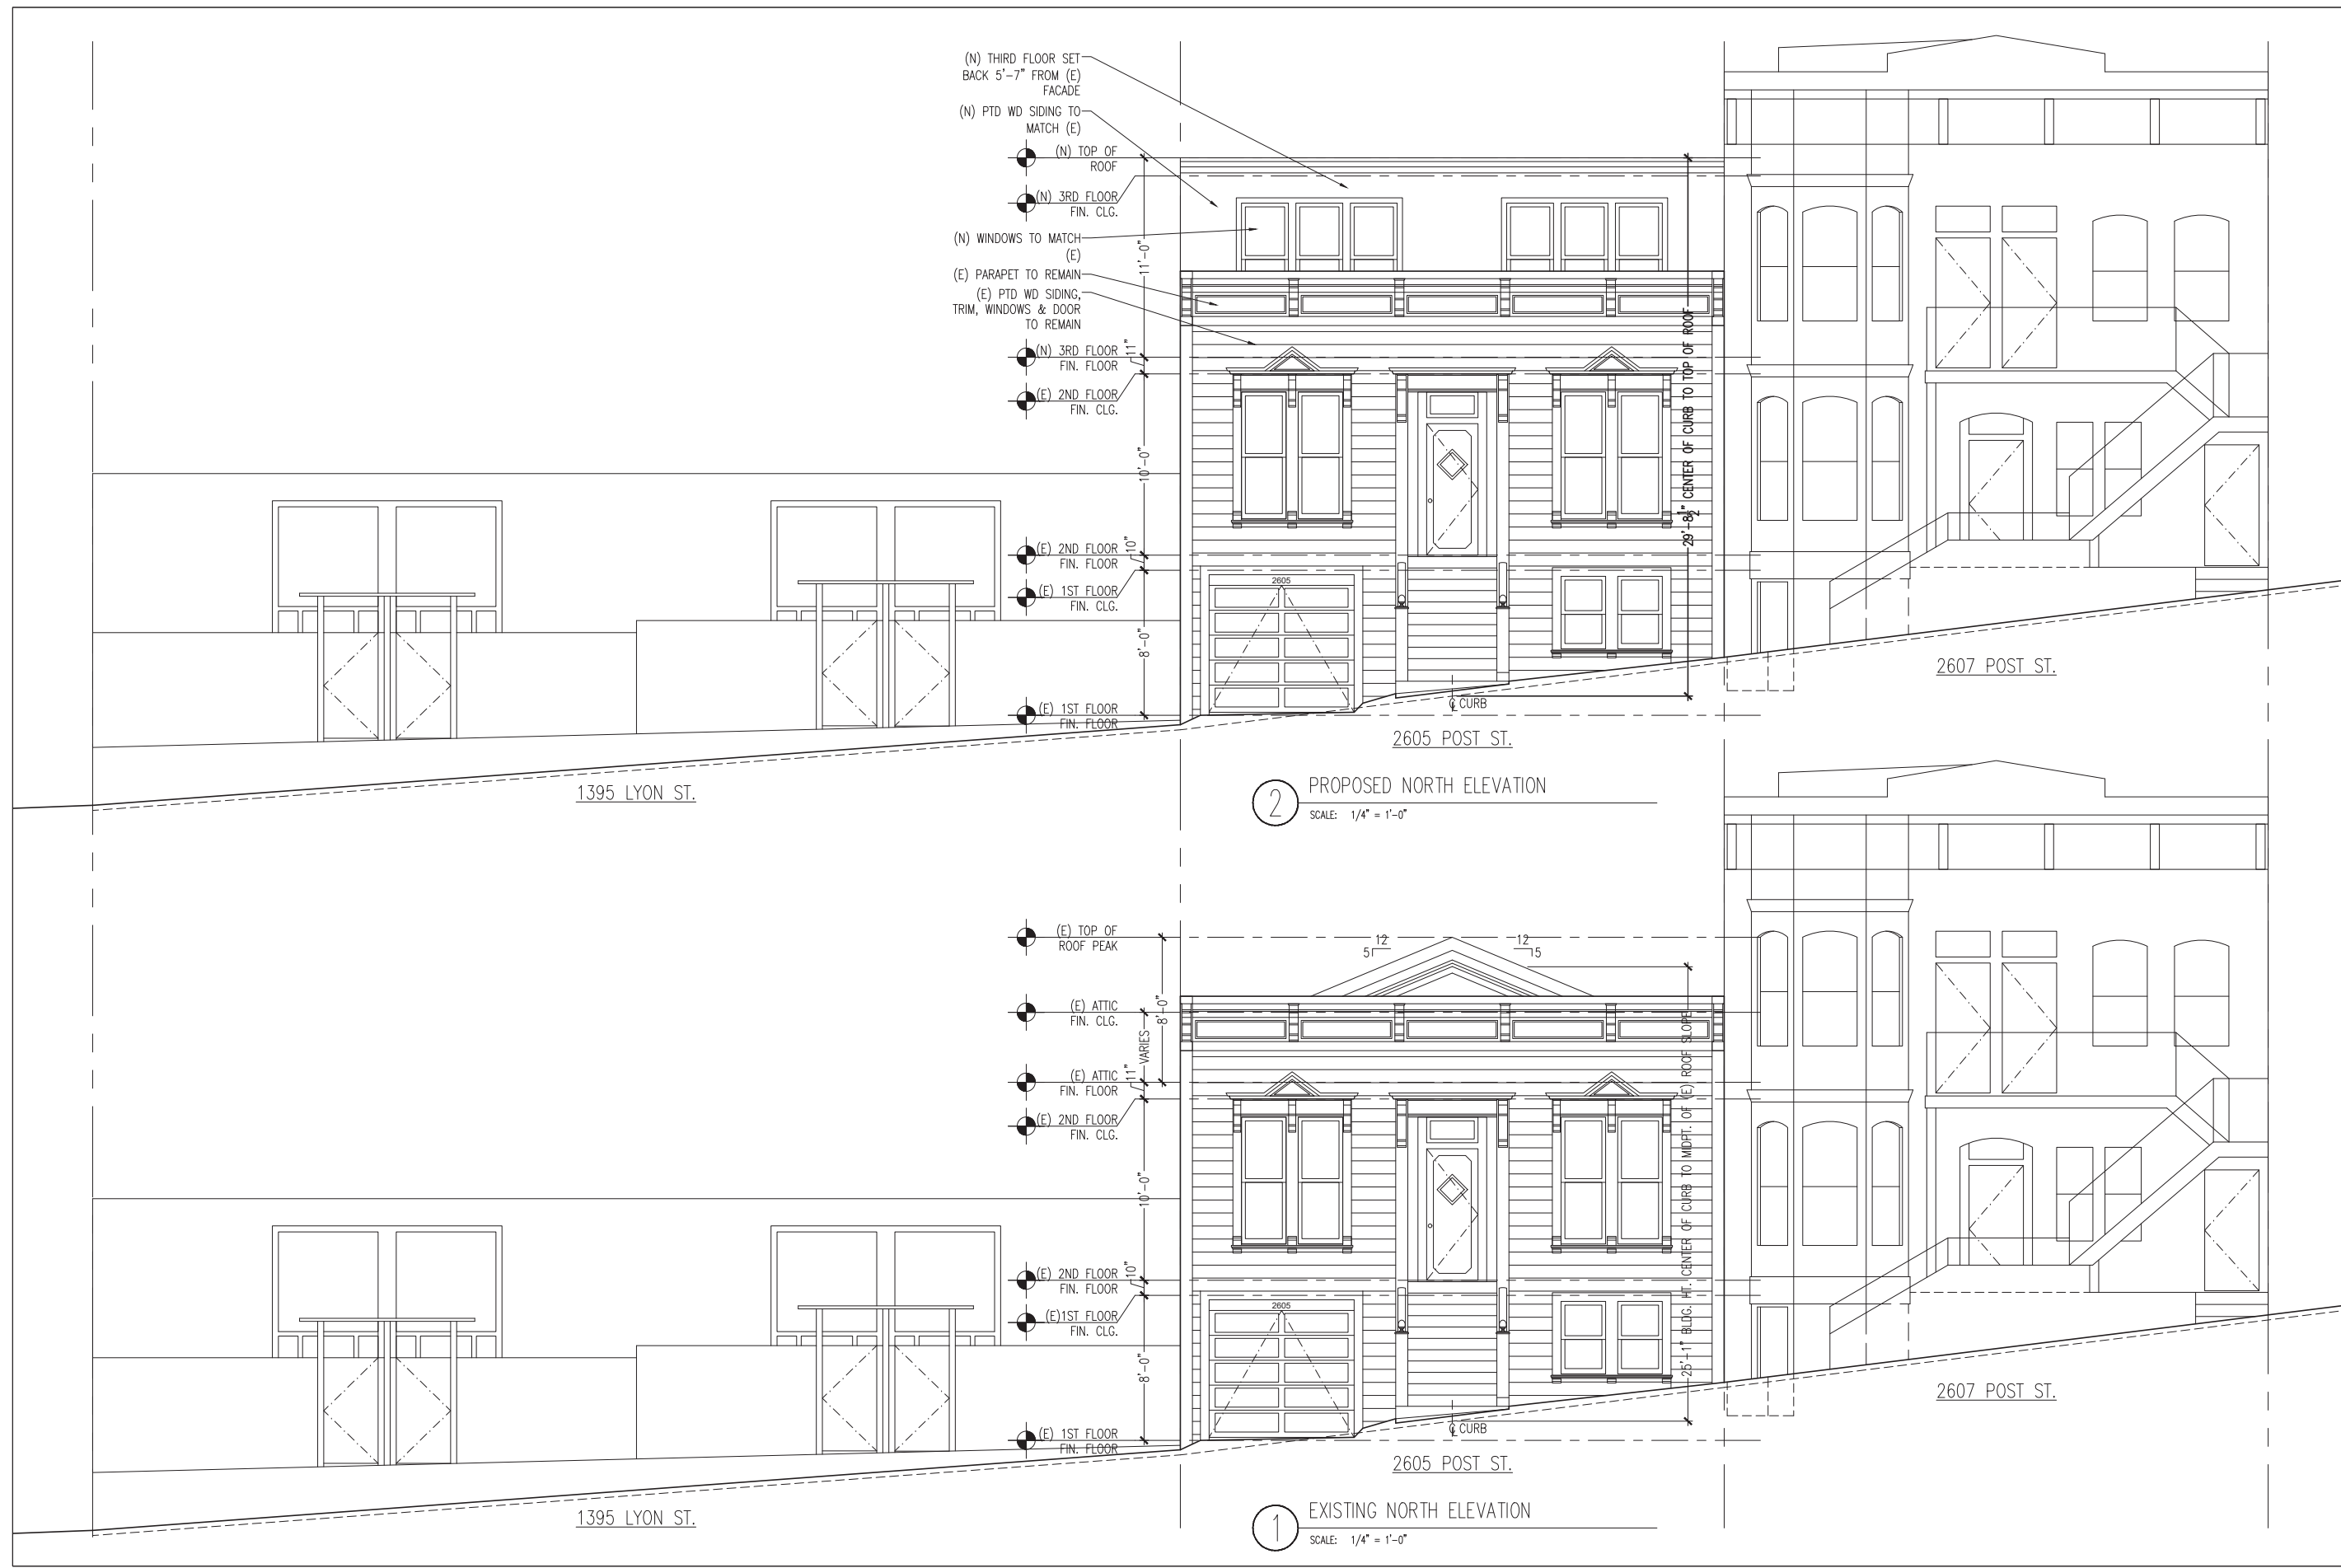 (N) THIRD FLOOR SET
BACK 5'-7" FROM (E)
FACADE
(N) PTD WD SIDING TO
MATCH (E)
(N) TOP OF
ROOF
(N) 3RD FLOOR
FIN. CLG.
(N) WINDOWS TO MATCH
(E)
(E) PARAPET TO REMAIN
(E) PTD WD SIDING,
TRIM, WINDOWS & DOOR
TO REMAIN
(N) 3RD FLOOR
FIN. FLOOR
(E) 2ND FLOOR
FIN. CLG.
(E) 2ND FLOOR
FIN. FLOOR
(E) 1ST FLOOR
FIN. CLG.
(E) 1ST FLOOR
FIN. FLOOR
11'-0"
11"
10'-0"
10"
8'-0"
29'-8½" CENTER OF CURB TO TOP OF ROOF
2605
℄ CURB
2607 POST ST.
2605 POST ST.
1395 LYON ST.
2
PROPOSED NORTH ELEVATION
SCALE: 1/4" = 1'-0"
(E) TOP OF
ROOF PEAK
(E) ATTIC
FIN. CLG.
(E) ATTIC
FIN. FLOOR
(E) 2ND FLOOR
FIN. CLG.
(E) 2ND FLOOR
FIN. FLOOR
(E)1ST FLOOR
FIN. CLG.
(E) 1ST FLOOR
FIN. FLOOR
8'-0"
VARIES
11"
10'-0"
10"
8'-0"
12
5
12
5
25'-1" BLDG. HT. CENTER OF CURB TO MIDPT. OF (E) ROOF SLOPE
2605
℄ CURB
2607 POST ST.
2605 POST ST.
1395 LYON ST.
1
EXISTING NORTH ELEVATION
SCALE: 1/4" = 1'-0"